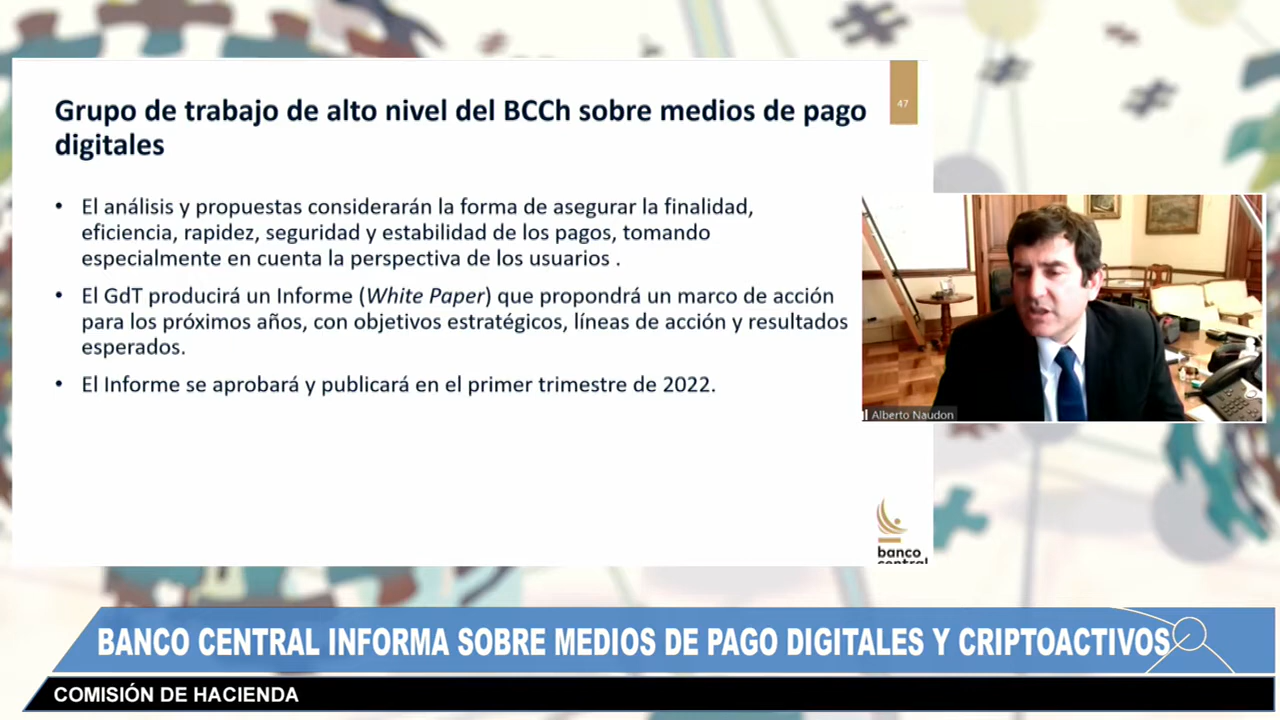 Grupo de trabajo de alto nivel del BCCh sobre medios de pago
digitales
47
• El análisis y propuestas considerarán la forma de asegurar la finalidad,
eficiencia, rapidez, seguridad y estabilidad de los pagos, tomando
especialmente en cuenta la perspectiva de los usuarios .
• El GdT producirá un Informe (White Paper) que propondrá un marco de acción
para los próximos años, con objetivos estratégicos, líneas de acción y resultados
esperados.
• El Informe se aprobará y publicará en el primer trimestre de 2022.
Alberto Naudon
banco
central
BANCO CENTRAL INFORMA SOBRE MEDIOS DE PAGO DIGITALES Y CRIPTOACTIVOS
COMISIÓN DE HACIENDA